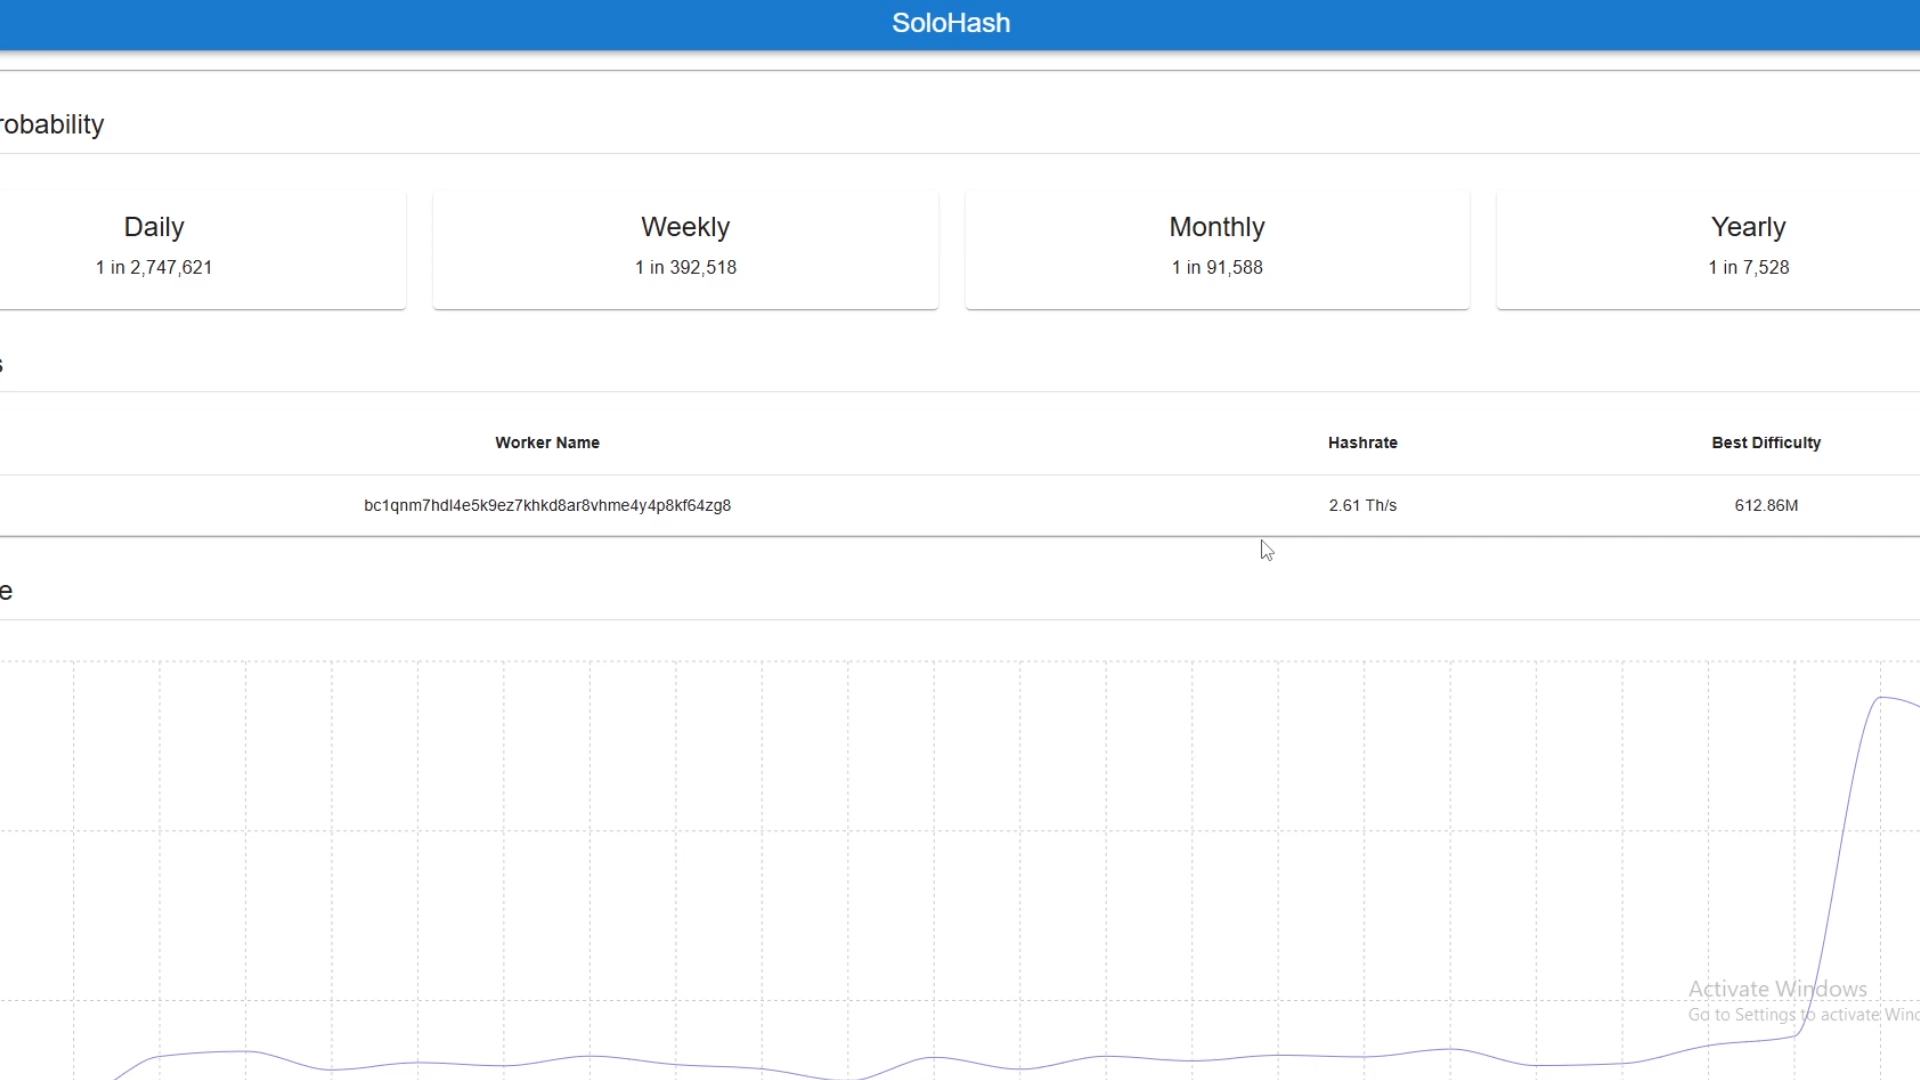 SoloHash
robability
Daily
1 in 2,747,621
Weekly
1 in 392,518
Monthly
1 in 91,588
Yearly
1 in 7,528
s
Worker Name Hashrate Best Difficulty
bc1qnm7hdl4e5k9ez7khkd8ar8vhme4y4p8kf64zg8 2.61 Th/s 612.86M
e
Activate Windows
Go to Settings to activate Wind